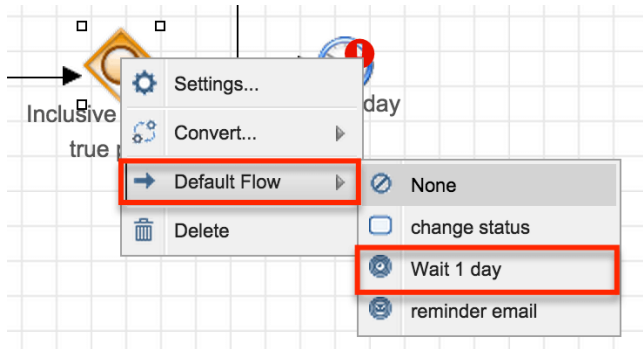 Settings...
Inclusive
day
Convert...
true
Default Flow
None
Delete
change status
Wait 1 day
reminder email